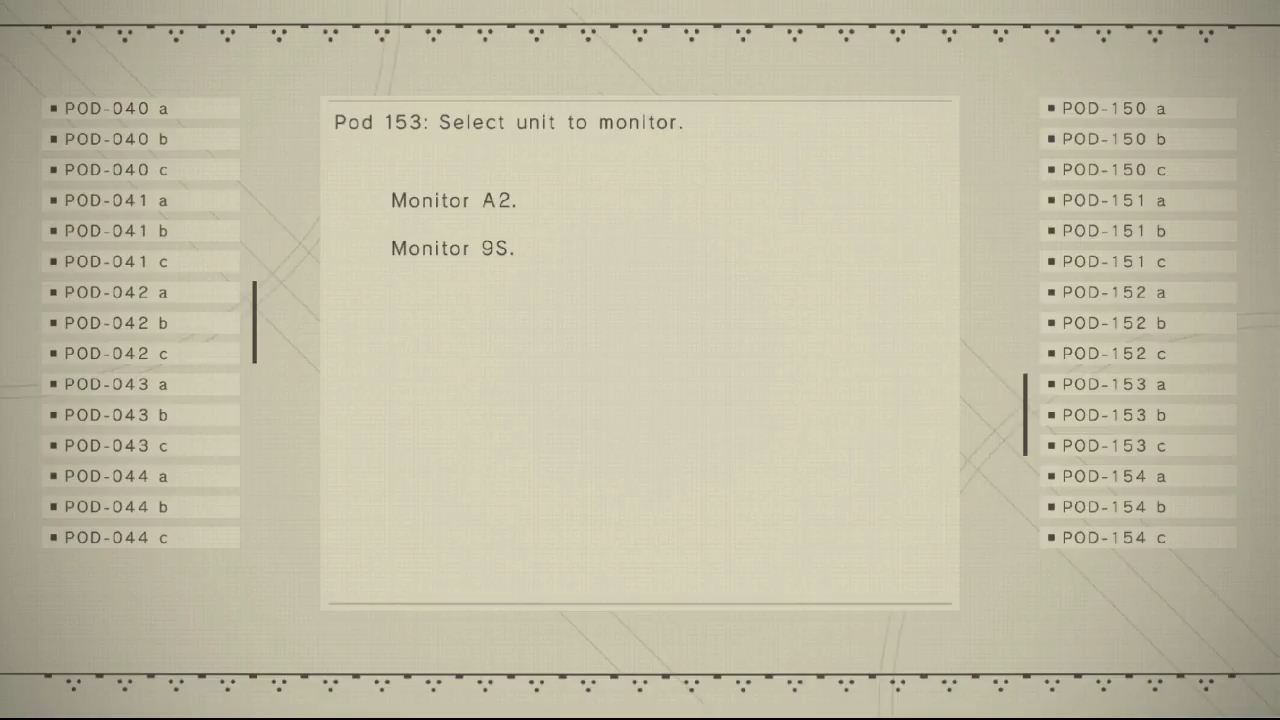 POD-040 a
POD-040 b
POD-040 c
POD-041 a
POD-041 b
POD-041 c
POD-042 a
POD-042 b
POD-042 c
POD-043 a
POD-043 b
POD-043 c
POD-044 a
POD-044 b
POD-044 c
Pod 153: Select unit to monitor.
Monitor A2.
Monitor 9S.
POD-150 a
POD-150 b
POD-150 c
POD-151 a
POD-151 b
POD-151 c
POD-152 a
POD-152 b
POD-152 c
POD-153 a
POD-153 b
POD-153 c
POD-154 a
POD-154 b
POD-154 c